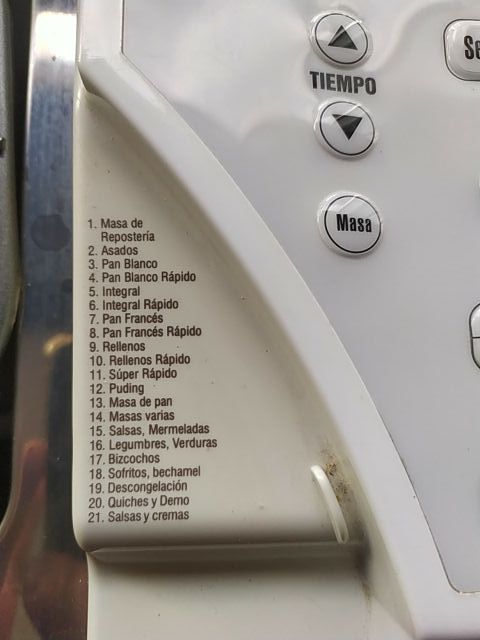 Se
TIEMPO
Masa
1. Masa de
Repostería
2. Asados
3. Pan Blanco
4. Pan Blanco Rápido
5. Integral
6. Integral Rápido
7. Pan Francés
8. Pan Francés Rápido
9. Rellenos
10. Rellenos Rápido
11. Súper Rápido
12. Puding
13. Masa de pan
14. Masas varias
15. Salsas, Mermeladas
16. Legumbres, Verduras
17. Bizcochos
18. Sofritos, bechamel
19. Descongelación
20. Quiches y Demo
21. Salsas y cremas